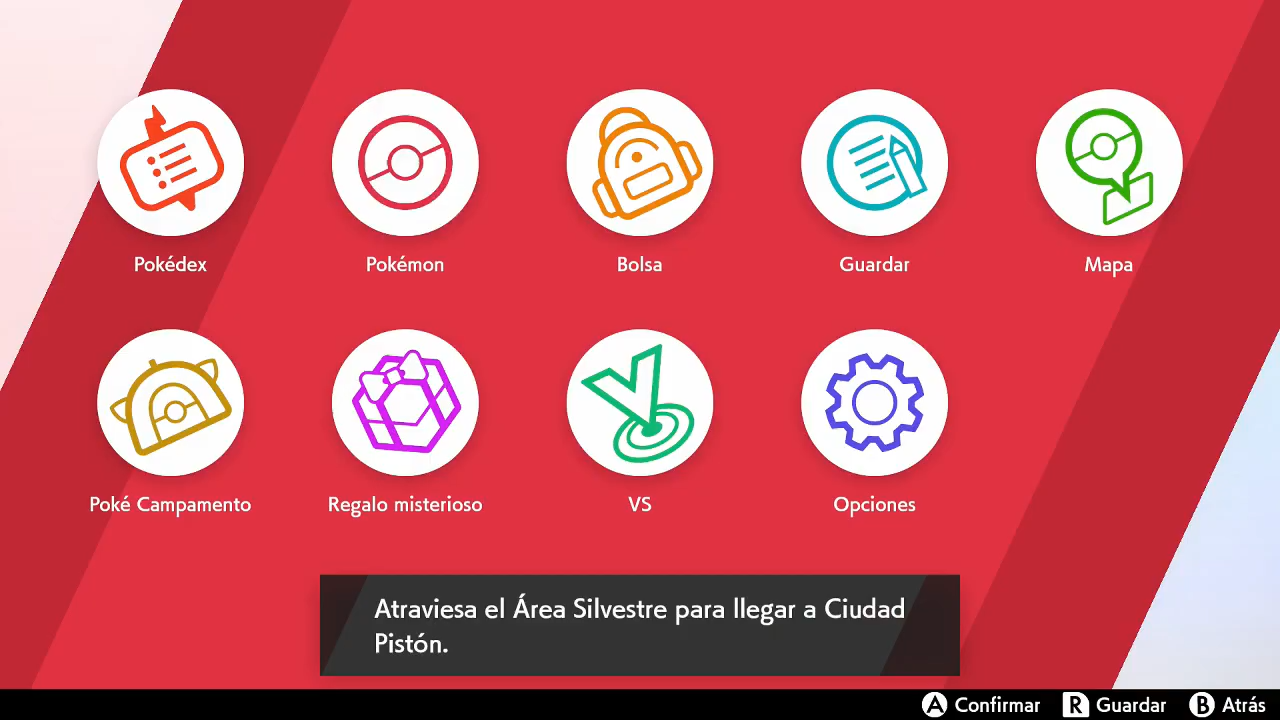 Pokédex
Pokémon
Bolsa
Guardar
Mapa
Poké Campamento
Regalo misterioso
VS
Opciones
Atraviesa el Área Silvestre para llegar a Ciudad
Pistón.
A Confirmar R Guardar B Atrás